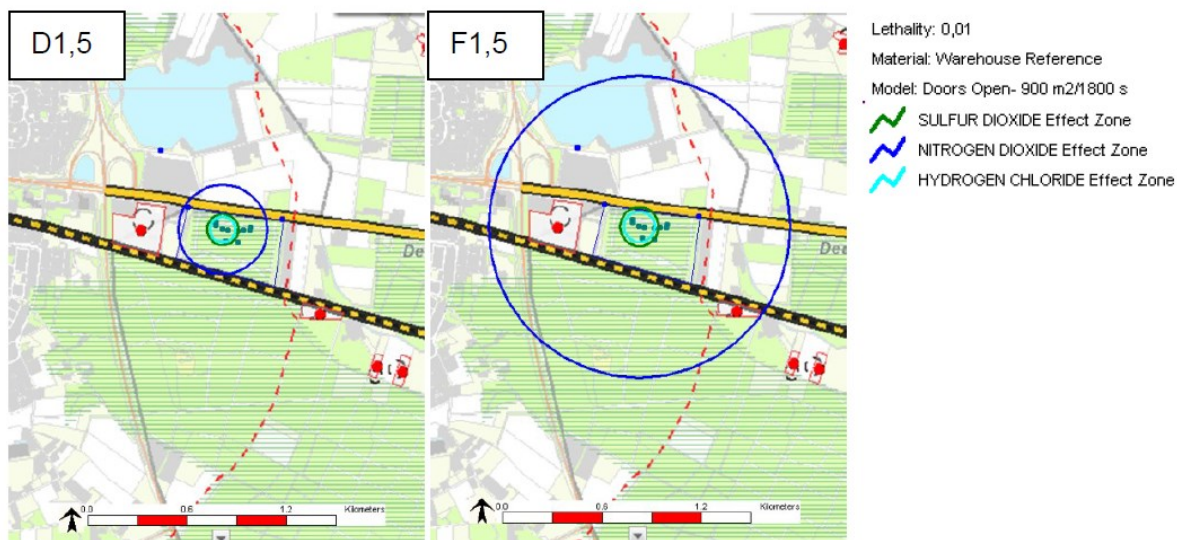 D1,5
F1,5
Lethality: 0,01
Material: Warehouse Reference
Model: Doors Open- 900 m2/1800 s
SULFUR DIOXIDE Effect Zone
NITROGEN DIOXIDE Effect Zone
HYDROGEN CHLORIDE Effect Zone
Dee
De
0.0 0.6 1.2 Kilometers
0.0 0.6 1.2 Kilometers